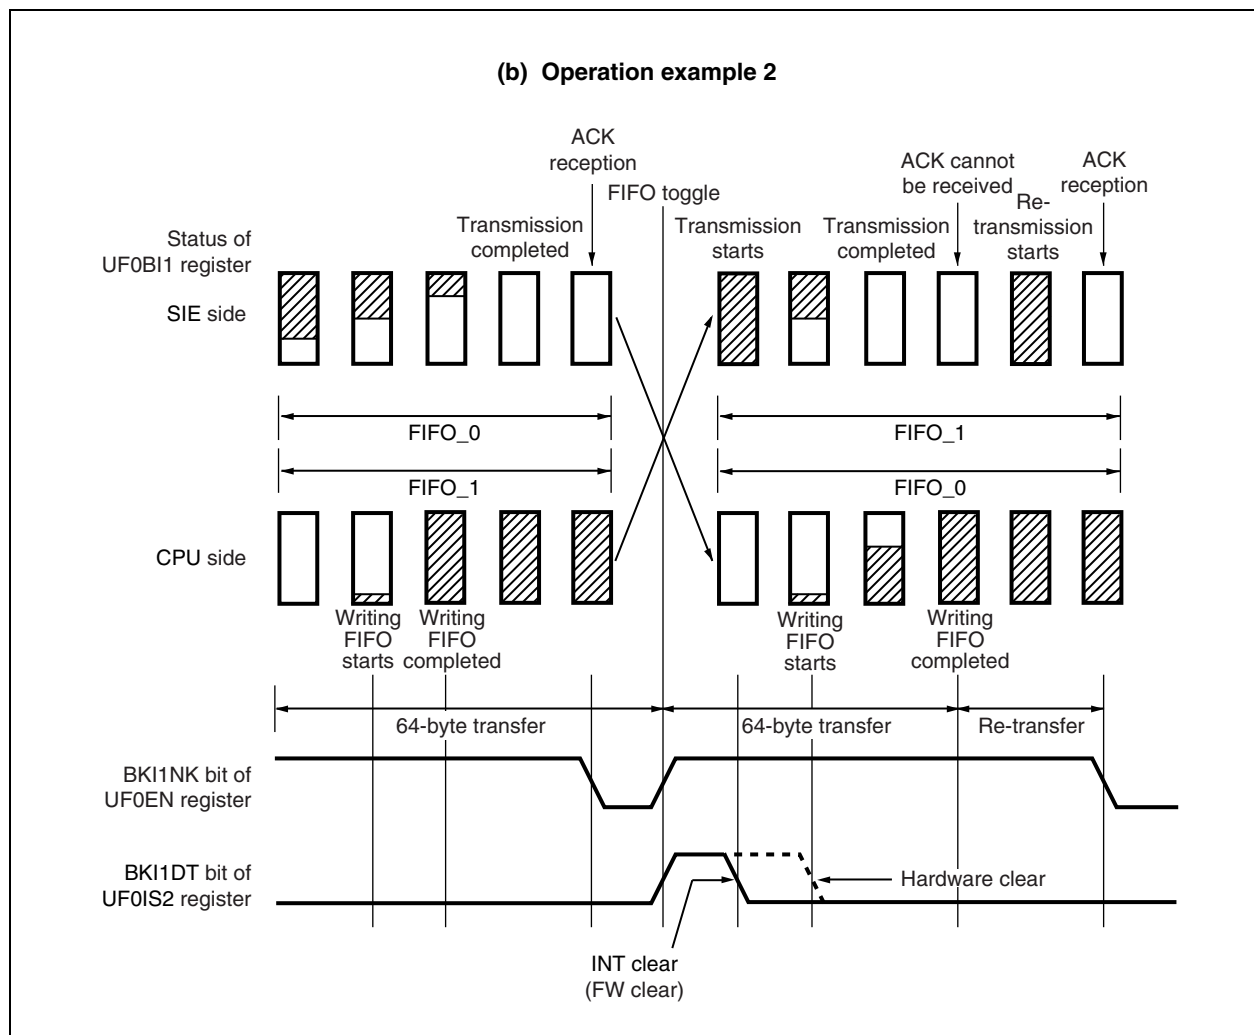 (b) Operation example 2
ACK
reception
FIFO toggle
ACK cannot
be received
ACK
reception
Status of
UF0BI1 register
Transmission
completed
Transmission
starts
Transmission
completed
Re-
transmission
starts
SIE side
FIFO_0
FIFO_1
FIFO_1
FIFO_0
CPU side
Writing
FIFO
starts
Writing
FIFO
completed
Writing
FIFO
starts
Writing
FIFO
completed
64-byte transfer
64-byte transfer
Re-transfer
BKI1NK bit of
UF0EN register
BKI1DT bit of
UF0IS2 register
Hardware clear
INT clear
(FW clear)